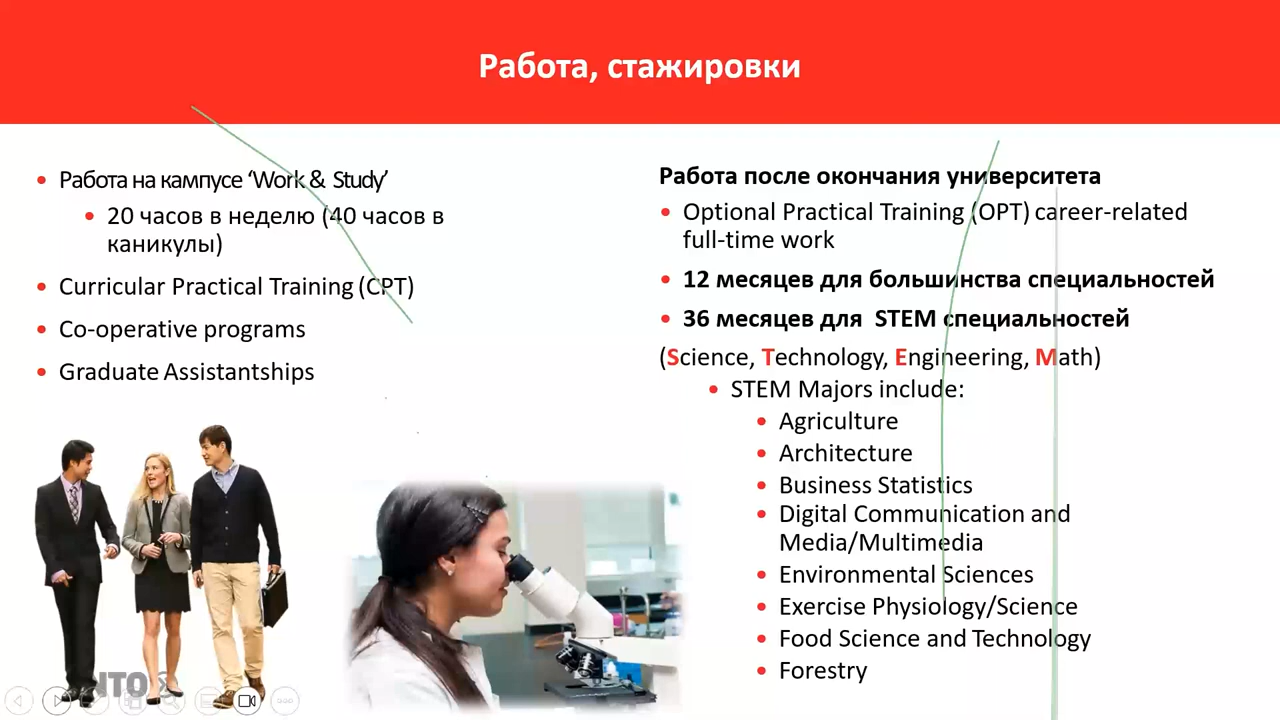 Работа, стажировки
Работа на кампусе ‘Work & Study’
20 часов в неделю (40 часов в
каникулы)
Curricular Practical Training (CPT)
Co-operative programs
Graduate Assistantships
Работа после окончания университета
Optional Practical Training (OPT) career-related
full-time work
12 месяцев для большинства специальностей
36 месяцев для STEM специальностей
(Science, Technology, Engineering, Math)
STEM Majors include:
Agriculture
Architecture
Business Statistics
Digital Communication and
Media/Multimedia
Environmental Sciences
Exercise Physiology/Science
Food Science and Technology
Forestry